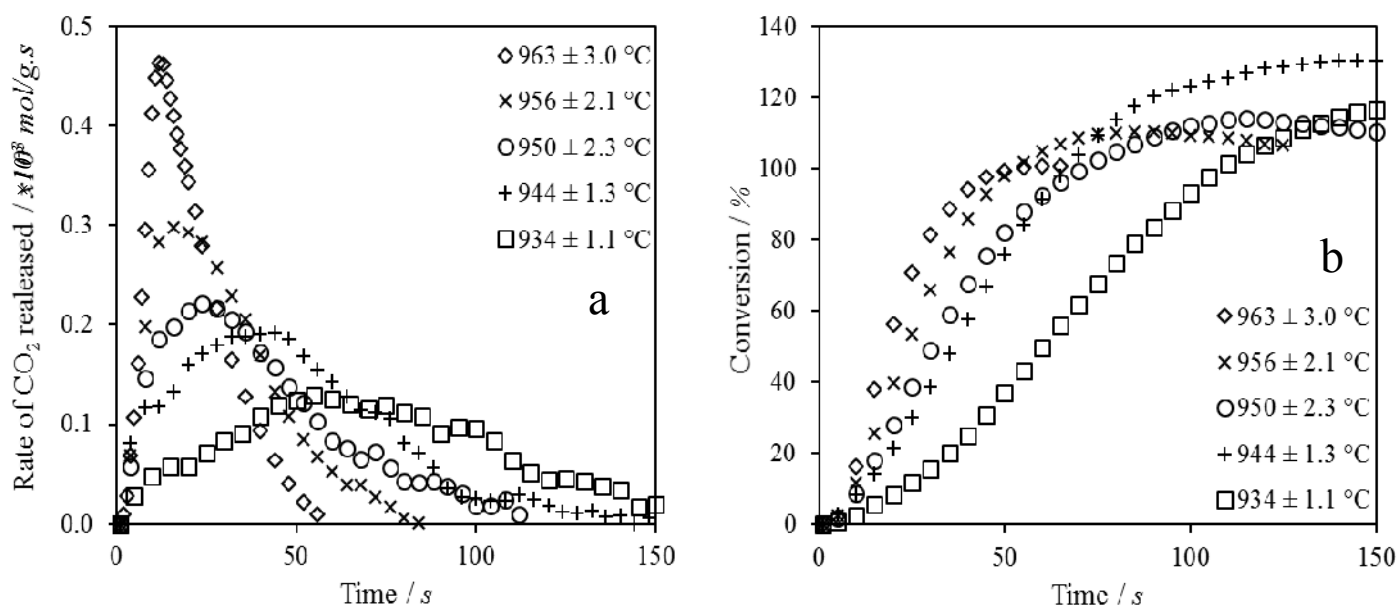 Rate of CO2 realeased / x10³ mol/g.s
0.5
0.4
0.3
0.2
0.1
0.0
963 ± 3.0 °C
956 ± 2.1 °C
950 ± 2.3 °C
944 ± 1.3 °C
934 ± 1.1 °C
a
0
50
100
150
Time / s
Conversion / %
140
120
100
80
60
40
20
0
b
963 ± 3.0 °C
956 ± 2.1 °C
950 ± 2.3 °C
944 ± 1.3 °C
934 ± 1.1 °C
0
50
100
150
Time / s